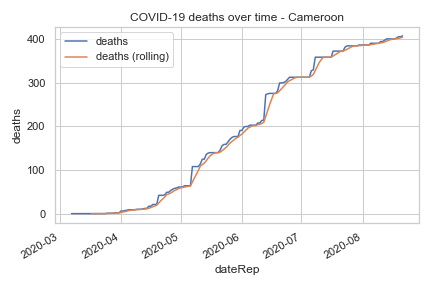 COVID-19 deaths over time - Cameroon
deaths
deaths (rolling)
400
300
200
100
0
deaths
2020-03
2020-04
2020-05
2020-06
2020-07
2020-08
dateRep